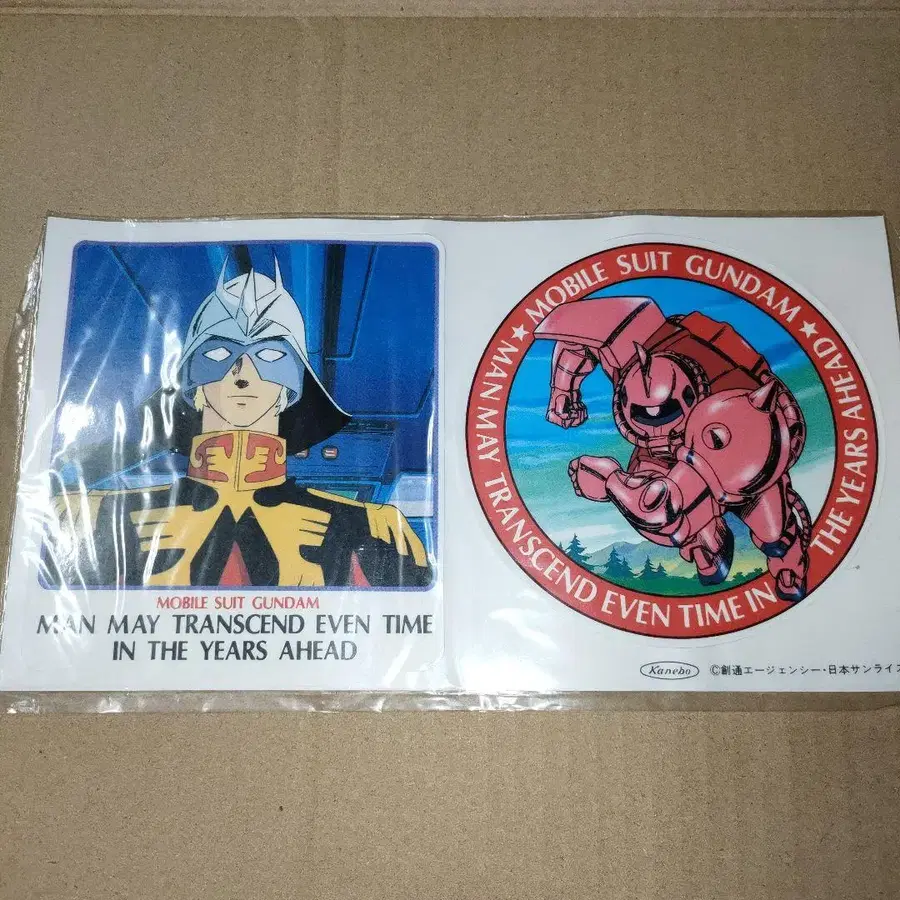 MOBILE SUIT GUNDAM
MAN MAY TRANSCEND EVEN TIME
IN THE YEARS AHEAD
★ MOBILE SUIT GUNDAM ★
MAN MAY TRANSCEND EVEN TIME IN THE YEARS AHEAD
Kanebo ©創通エージェンシー・日本サンライズ